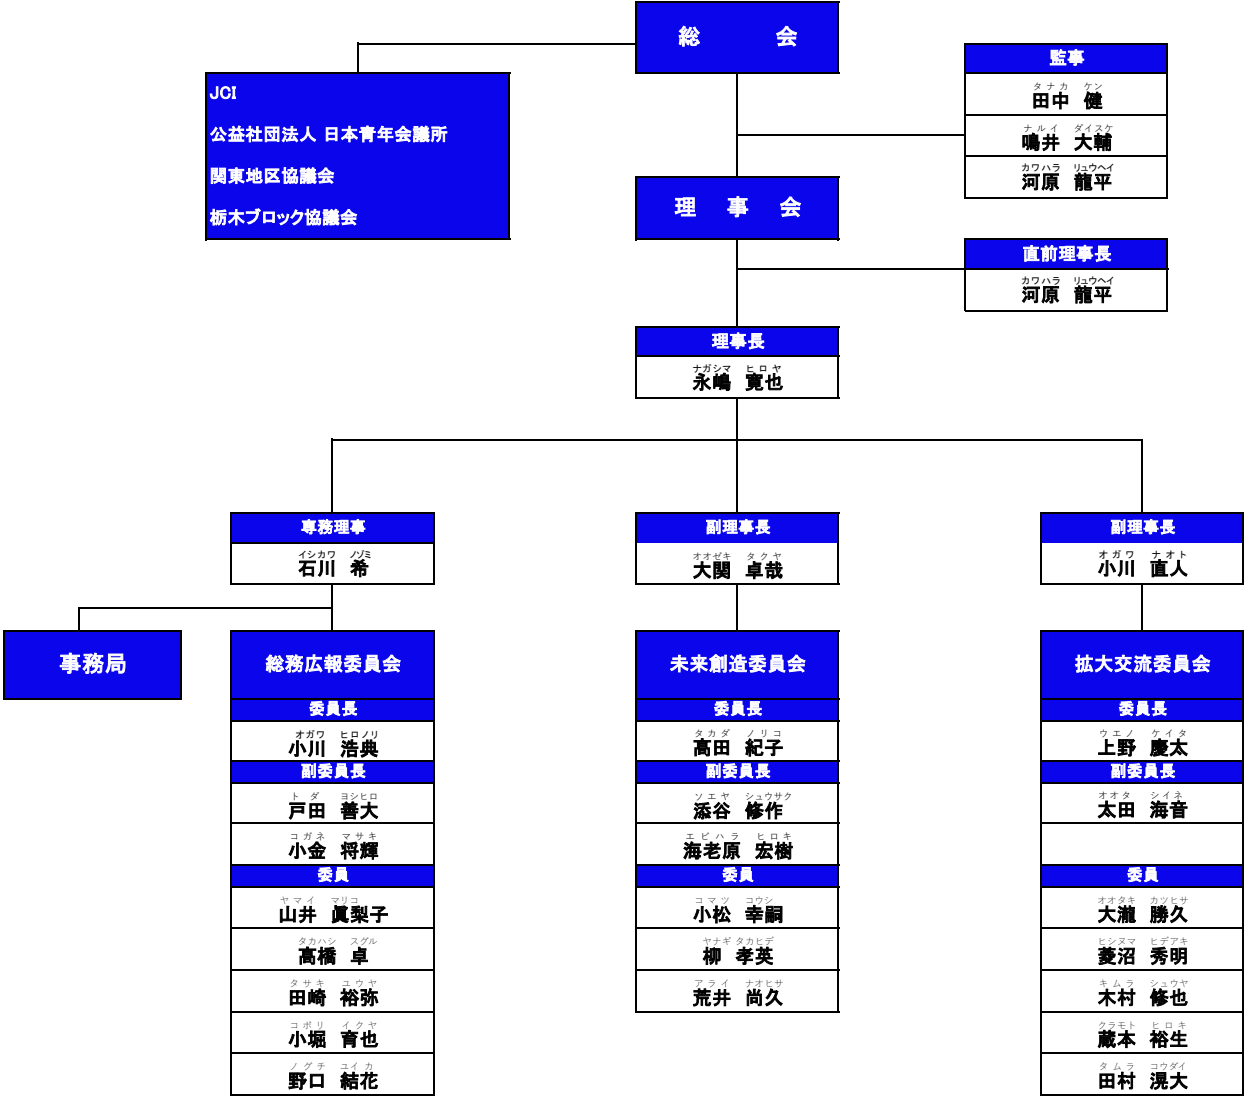 総　会
JCI
公益社団法人 日本青年会議所
関東地区協議会
栃木ブロック協議会
監事
タナカ ケン
田中 健
ナルイ ダイスケ
鳴井 大輔
カワハラ リュウヘイ
河原 龍平
理 事 会
直前理事長
カワハラ リュウヘイ
河原 龍平
理事長
ナガシマ ヒロヤ
永嶋 寛也
専務理事
イシカワ ノゾミ
石川 希
副理事長
オオゼキ タクヤ
大関 卓哉
副理事長
オガワ ナオト
小川 直人
事務局
総務広報委員会
委員長
オガワ ヒロノリ
小川 浩典
副委員長
トダ ヨシヒロ
戸田 善大
コガネ マサキ
小金 将輝
委員
ヤマイ マリコ
山井 眞梨子
タカハシ スグル
髙橋 卓
タサキ ユウヤ
田崎 裕弥
コボリ イクヤ
小堀 育也
ノグチ ユイカ
野口 結花
未来創造委員会
委員長
タカダ ノリコ
髙田 紀子
副委員長
ソエヤ シュウサク
添谷 修作
エビハラ ヒロキ
海老原 宏樹
委員
コマツ コウシ
小松 幸嗣
ヤナギ タカヒデ
柳 孝英
アライ ナオヒサ
荒井 尚久
拡大交流委員会
委員長
ウエノ ケイタ
上野 慶太
副委員長
オオタ シイネ
太田 海音
委員
オオタキ カツヒサ
大瀧 勝久
ヒシヌマ ヒデアキ
菱沼 秀明
キムラ シュウヤ
木村 修也
クラモト ヒロキ
蔵本 裕生
タムラ コウダイ
田村 滉大